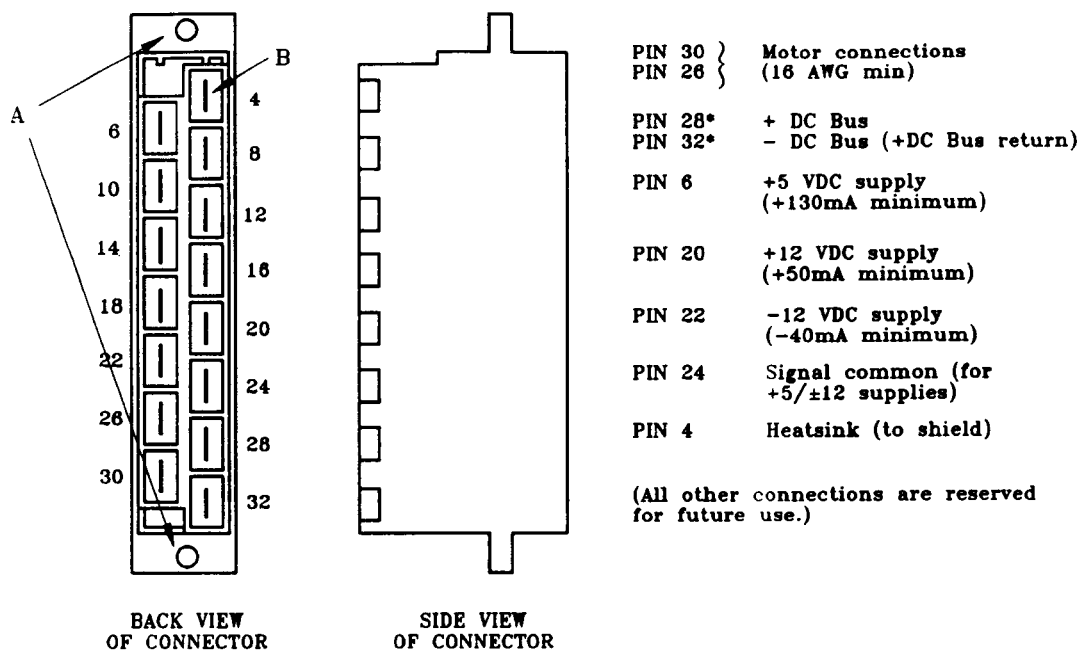 A
B
4
6
8
10
12
14
16
18
20
22
24
26
28
30
32
BACK VIEW
OF CONNECTOR
SIDE VIEW
OF CONNECTOR
PIN 30 } Motor connections
PIN 26 } (16 AWG min)
PIN 28* + DC Bus
PIN 32* - DC Bus (+DC Bus return)
PIN 6 +5 VDC supply
(+130mA minimum)
PIN 20 +12 VDC supply
(+50mA minimum)
PIN 22 -12 VDC supply
(-40mA minimum)
PIN 24 Signal common (for
+5/±12 supplies)
PIN 4 Heatsink (to shield)
(All other connections are reserved
for future use.)